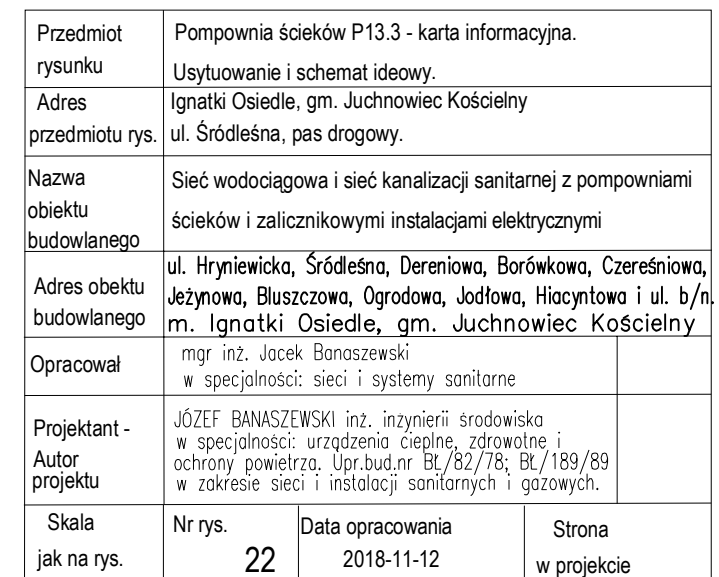 Przedmiot rysunku
Pompownia ścieków P13.3 - karta informacyjna.
Usytuowanie i schemat ideowy.
Adres przedmiotu rys.
Ignatki Osiedle, gm. Juchnowiec Kościelny
ul. Śródleśna, pas drogowy.
Nazwa obiektu budowlanego
Sieć wodociągowa i sieć kanalizacji sanitarnej z pompowniami
ścieków i zalicznikowymi instalacjami elektrycznymi
Adres obektu budowlanego
ul. Hryniewicka, Śródleśna, Dereniowa, Borówkowa, Czereśniowa,
Jeżynowa, Bluszczowa, Ogrodowa, Jodłowa, Hiacyntowa i ul. b/n.
m. Ignatki Osiedle, gm. Juchnowiec Kościelny
Opracował
mgr inż. Jacek Banaszewski
w specjalności: sieci i systemy sanitarne
Projektant -
Autor
projektu
JÓZEF BANASZEWSKI inż. inżynierii środowiska
w specjalności: urządzenia cieplne, zdrowotne i
ochrony powietrza. Upr.bud.nr BŁ/82/78; BŁ/189/89
w zakresie sieci i instalacji sanitarnych i gazowych.
Skala
jak na rys.
Nr rys.
22
Data opracowania
2018-11-12
Strona
w projekcie